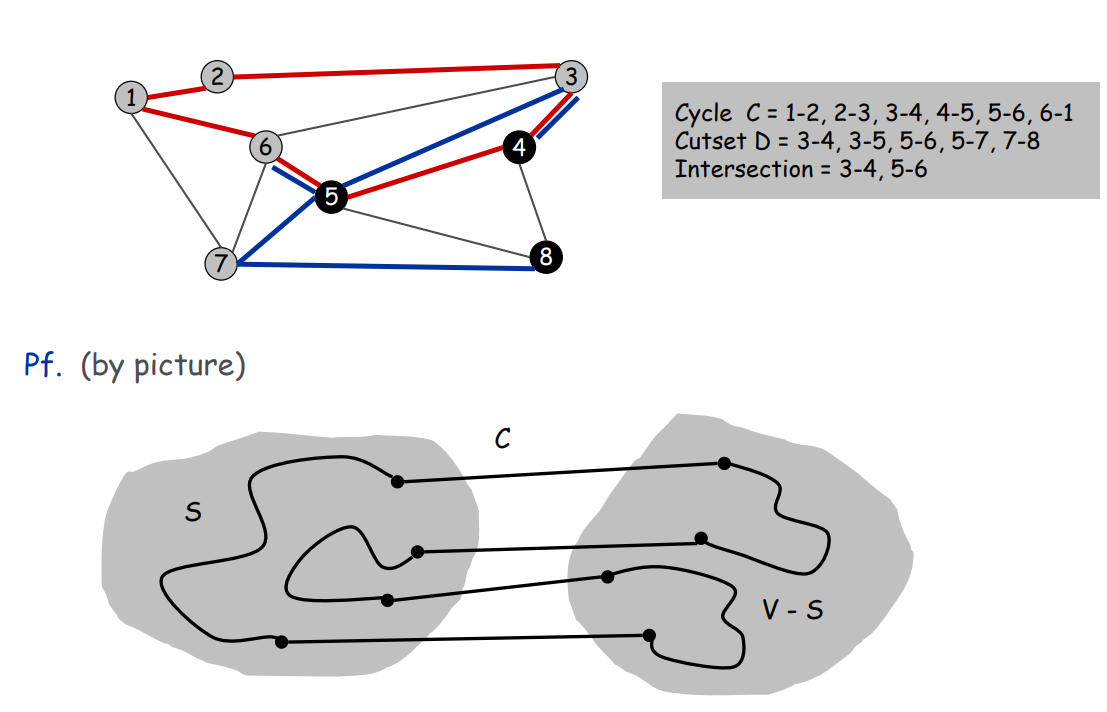 2
3
1
6
4
5
7
8
Cycle C = 1-2, 2-3, 3-4, 4-5, 5-6, 6-1
Cutset D = 3-4, 3-5, 5-6, 5-7, 7-8
Intersection = 3-4, 5-6
Pf. (by picture)
C
S
V - S